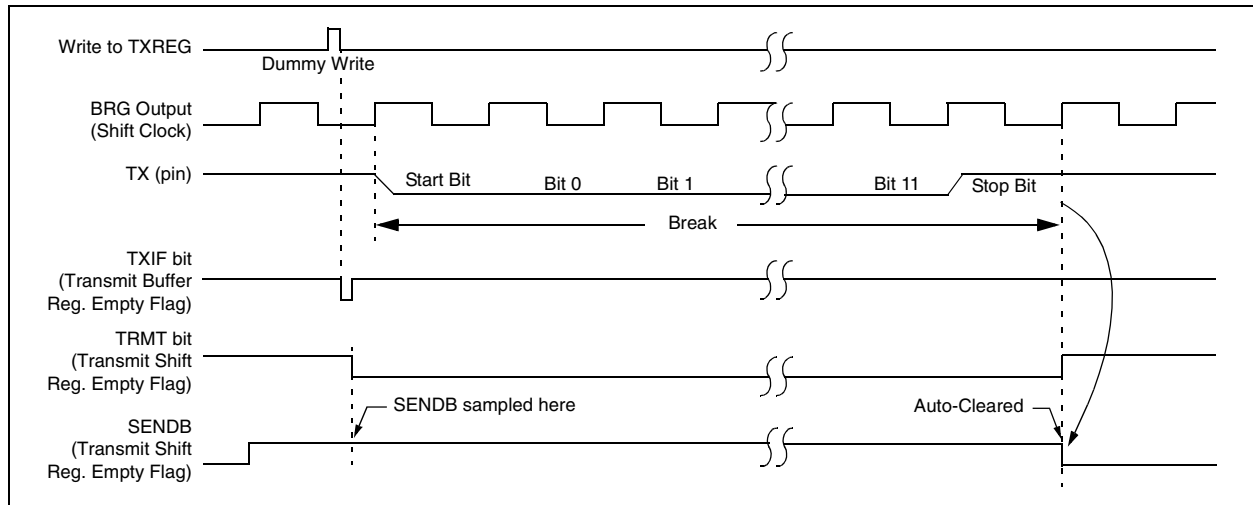 Write to TXREG
Dummy Write
BRG Output
(Shift Clock)
TX (pin)
Start Bit
Bit 0
Bit 1
Bit 11
Stop Bit
Break
TXIF bit
(Transmit Buffer
Reg. Empty Flag)
TRMT bit
(Transmit Shift
Reg. Empty Flag)
SENDB sampled here
Auto-Cleared
SENDB
(Transmit Shift
Reg. Empty Flag)